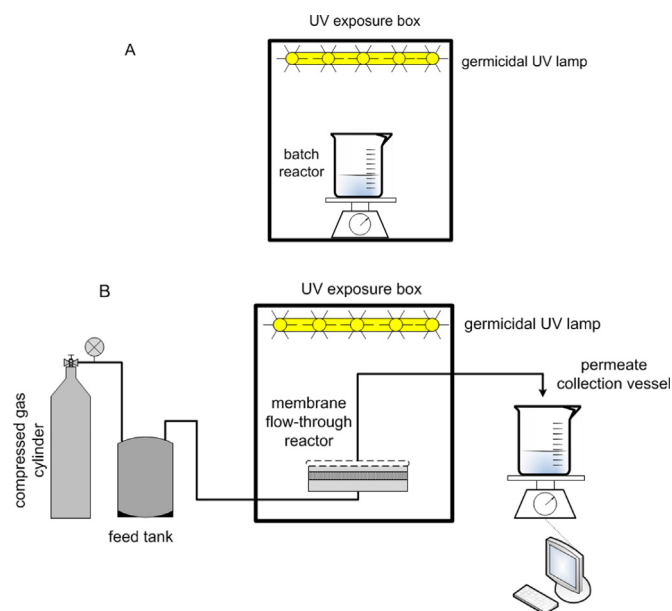 UV exposure box
A
germicidal UV lamp
batch
reactor
UV exposure box
B
germicidal UV lamp
permeate
collection vessel
membrane
flow-through
reactor
compressed gas
cylinder
feed tank